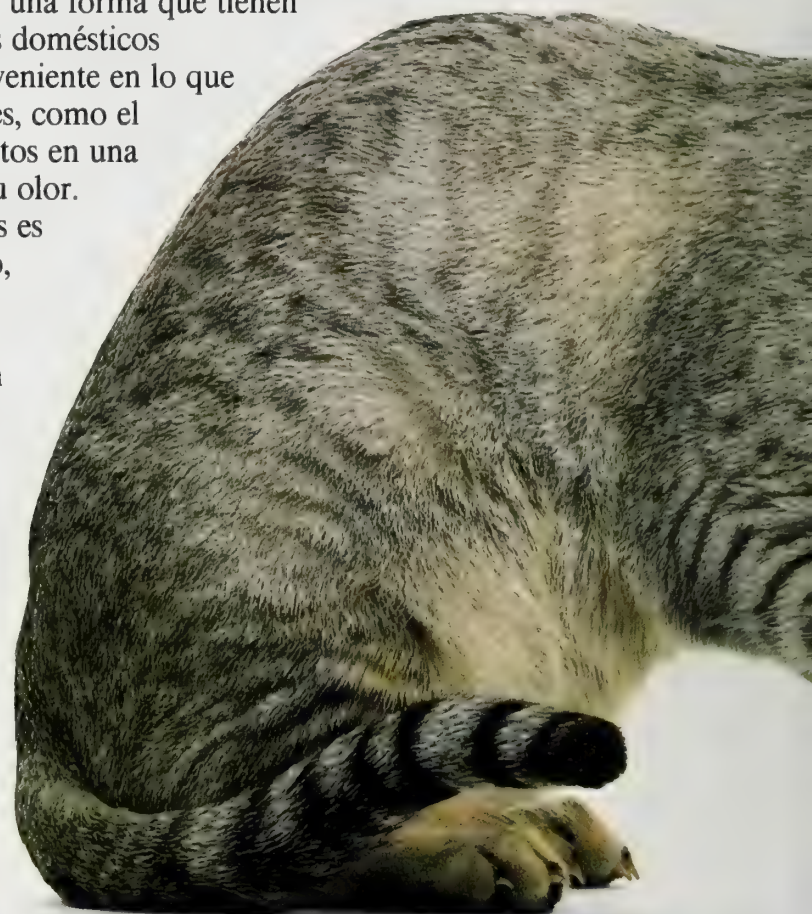 una forma que tienen
domésticos
veniente en lo que
es, como el
tos en una
u olor.
s es
o,